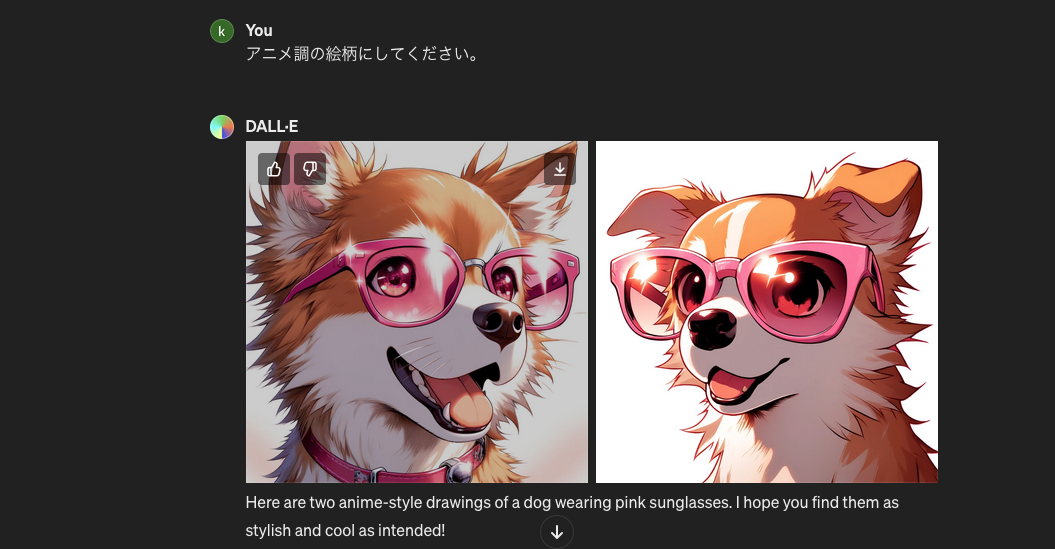 k You
アニメ調の絵柄にしてください。
DALL·E
Here are two anime-style drawings of a dog wearing pink sunglasses. I hope you find them as
stylish and cool as intended!